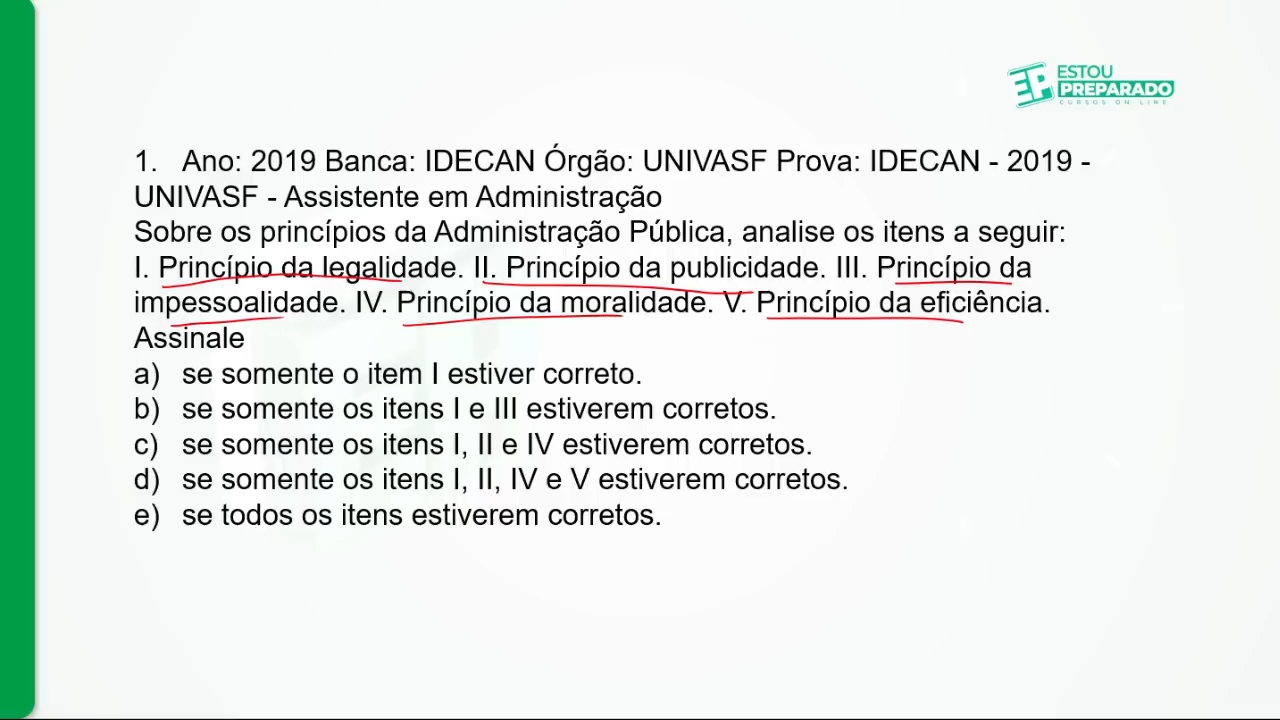 ESTOU
PREPARADO
CURSOS ON LINE
1. Ano: 2019 Banca: IDECAN Órgão: UNIVASF Prova: IDECAN - 2019 -
UNIVASF - Assistente em Administração
Sobre os princípios da Administração Pública, analise os itens a seguir:
I. Princípio da legalidade. II. Princípio da publicidade. III. Princípio da
impessoalidade. IV. Princípio da moralidade. V. Princípio da eficiência.
Assinale
a) se somente o item I estiver correto.
b) se somente os itens I e III estiverem corretos.
c) se somente os itens I, II e IV estiverem corretos.
d) se somente os itens I, II, IV e V estiverem corretos.
e) se todos os itens estiverem corretos.